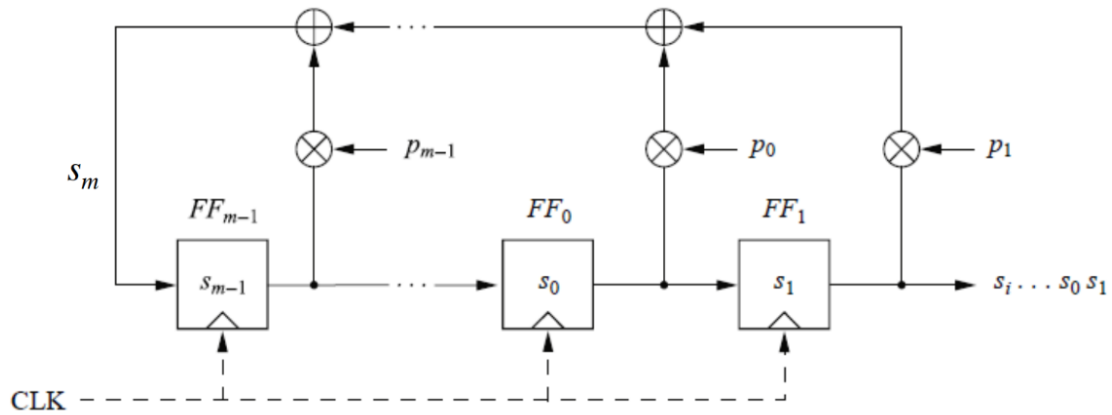 s_m
p_{m-1} p_0 p_1
FF_{m-1} FF_0 FF_1
s_{m-1} s_0 s_1 s_i . . . s_0 s_1
CLK